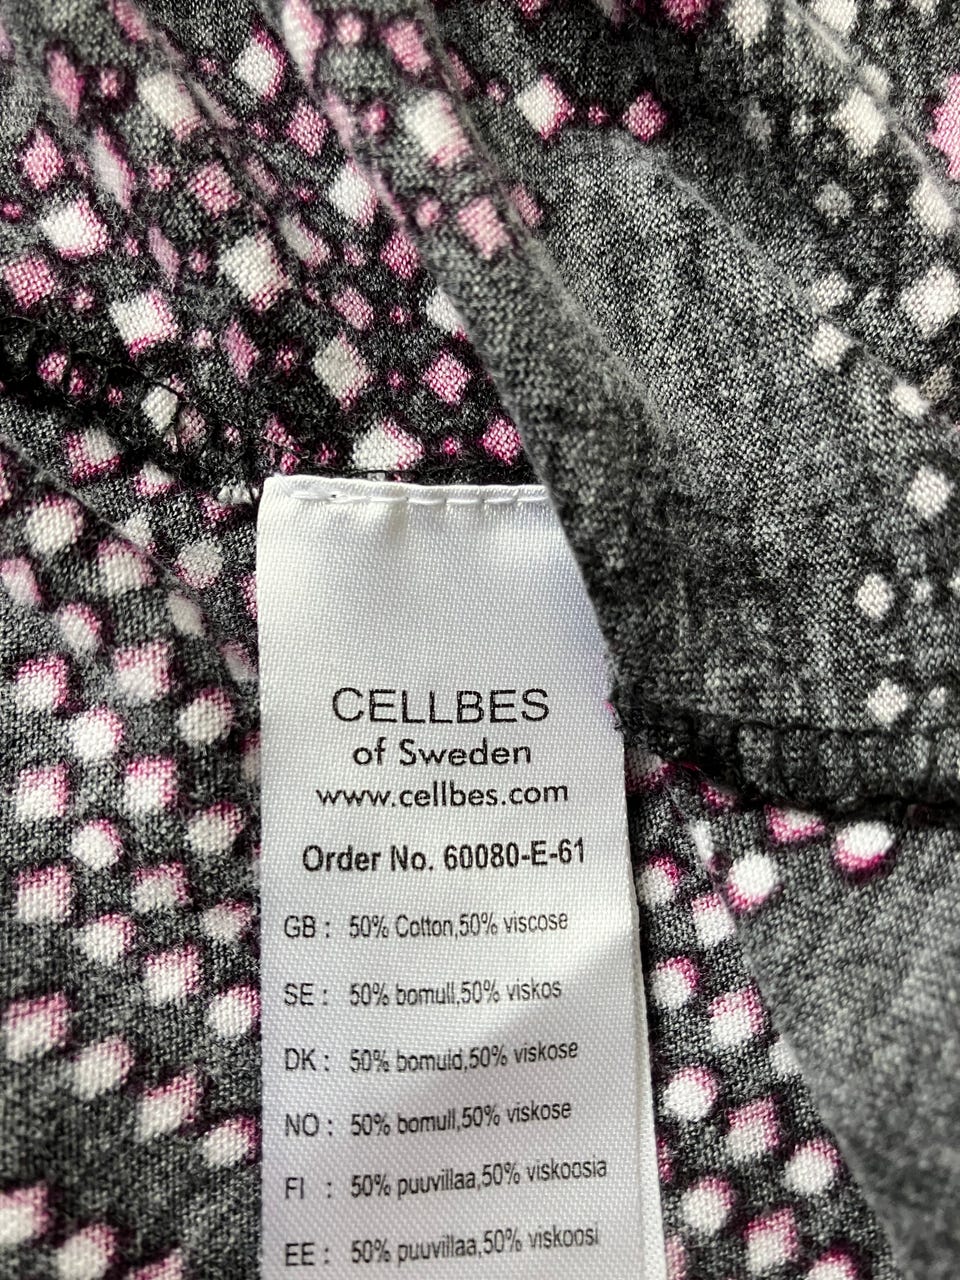 CELLBES
of Sweden
www.cellbes.com
Order No. 60080-E-61
GB : 50% Cotton,50% viscose
SE : 50% bomull,50% viskos
DK : 50% bomuld,50% viskose
NO : 50% bomull,50% viskose
FI : 50% puuvillaa,50% viskoosia
EE : 50% puuvillaa,50% viskoosi